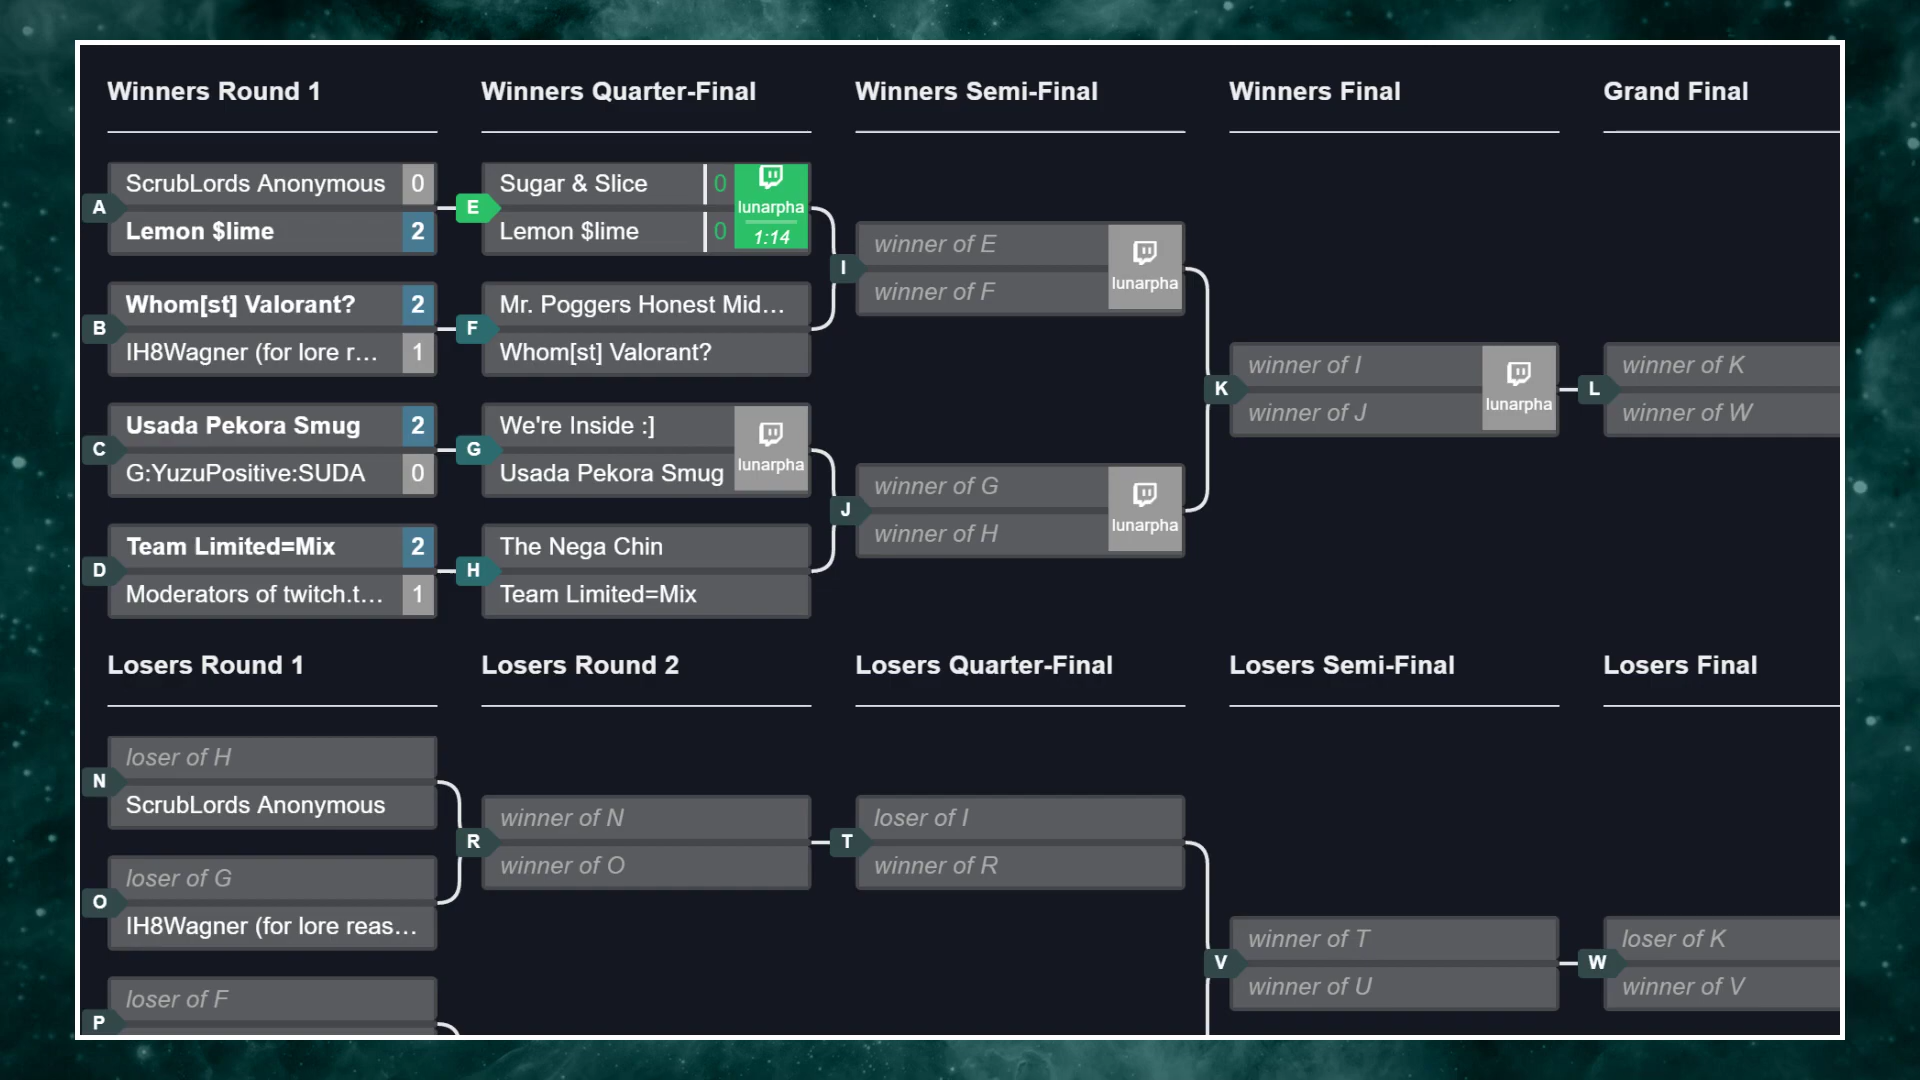 Winners Round 1
Winners Quarter-Final
Winners Semi-Final
Winners Final
Grand Final
A
ScrubLords Anonymous 0
Lemon $lime 2
B
Whom[st] Valorant? 2
IH8Wagner (for lore r... 1
C
Usada Pekora Smug 2
G:YuzuPositive:SUDA 0
D
Team Limited=Mix 2
Moderators of twitch.t... 1
E
Sugar & Slice 0
Lemon $lime 0
lunarpha
1:14
F
Mr. Poggers Honest Mid...
Whom[st] Valorant?
G
We're Inside :]
Usada Pekora Smug
lunarpha
H
The Nega Chin
Team Limited=Mix
I
winner of E
winner of F
lunarpha
J
winner of G
winner of H
lunarpha
K
winner of I
winner of J
lunarpha
L
winner of K
winner of W
Losers Round 1
Losers Round 2
Losers Quarter-Final
Losers Semi-Final
Losers Final
N
loser of H
ScrubLords Anonymous
O
loser of G
IH8Wagner (for lore reas...
P
loser of F
R
winner of N
winner of O
T
loser of I
winner of R
V
winner of T
winner of U
W
loser of K
winner of V